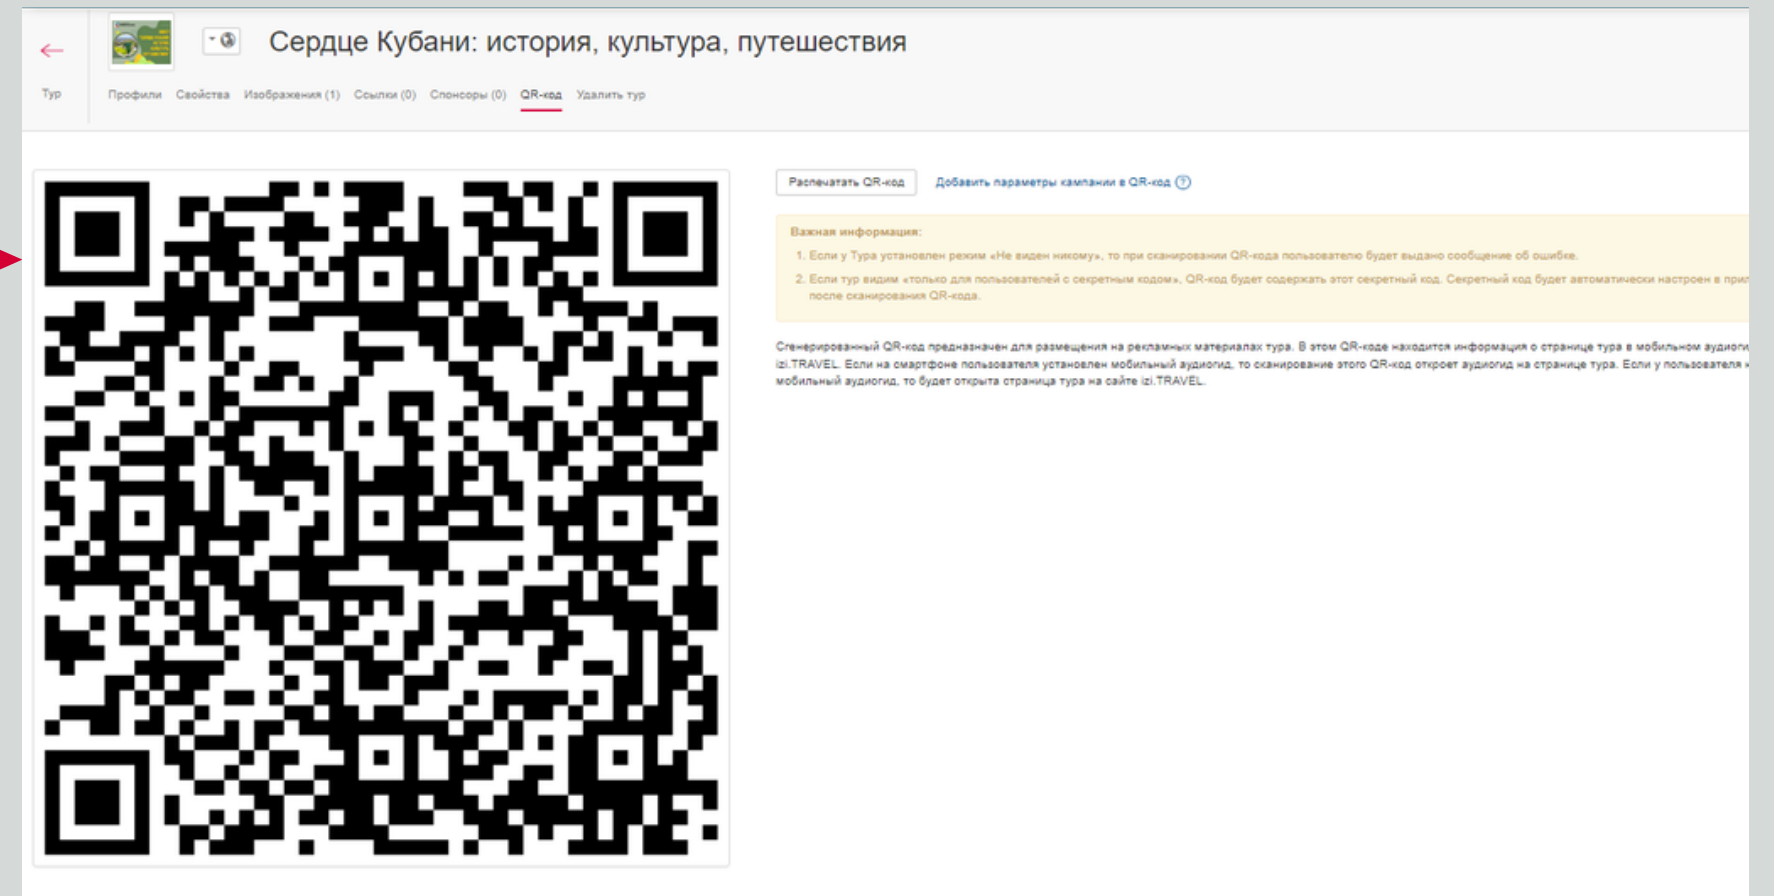 Сердце Кубани: история, культура, путешествия
Тур Профили Свойства Изображения (1) Ссылки (0) Спонсоры (0) QR-код Удалить тур
Распечатать QR-код Добавить параметры кампании в QR-код ?
Важная информация:
1. Если у Тура установлен режим «Не виден никому», то при сканировании QR-кода пользователю будет выдано сообщение об ошибке.
2. Если тур видим «только для пользователей с секретным кодом», QR-код будет содержать этот секретный код. Секретный код будет автоматически настроен в прил
после сканирования QR-кода.
Сгенерированный QR-код предназначен для размещения на рекламных материалах тура. В этом QR-коде находится информация о странице тура в мобильном аудиоги
izi.TRAVEL. Если на смартфоне пользователя установлен мобильный аудиогид, то сканирование этого QR-код откроет аудиогид на странице тура. Если у пользователя н
мобильный аудиогид, то будет открыта страница тура на сайте izi.TRAVEL.